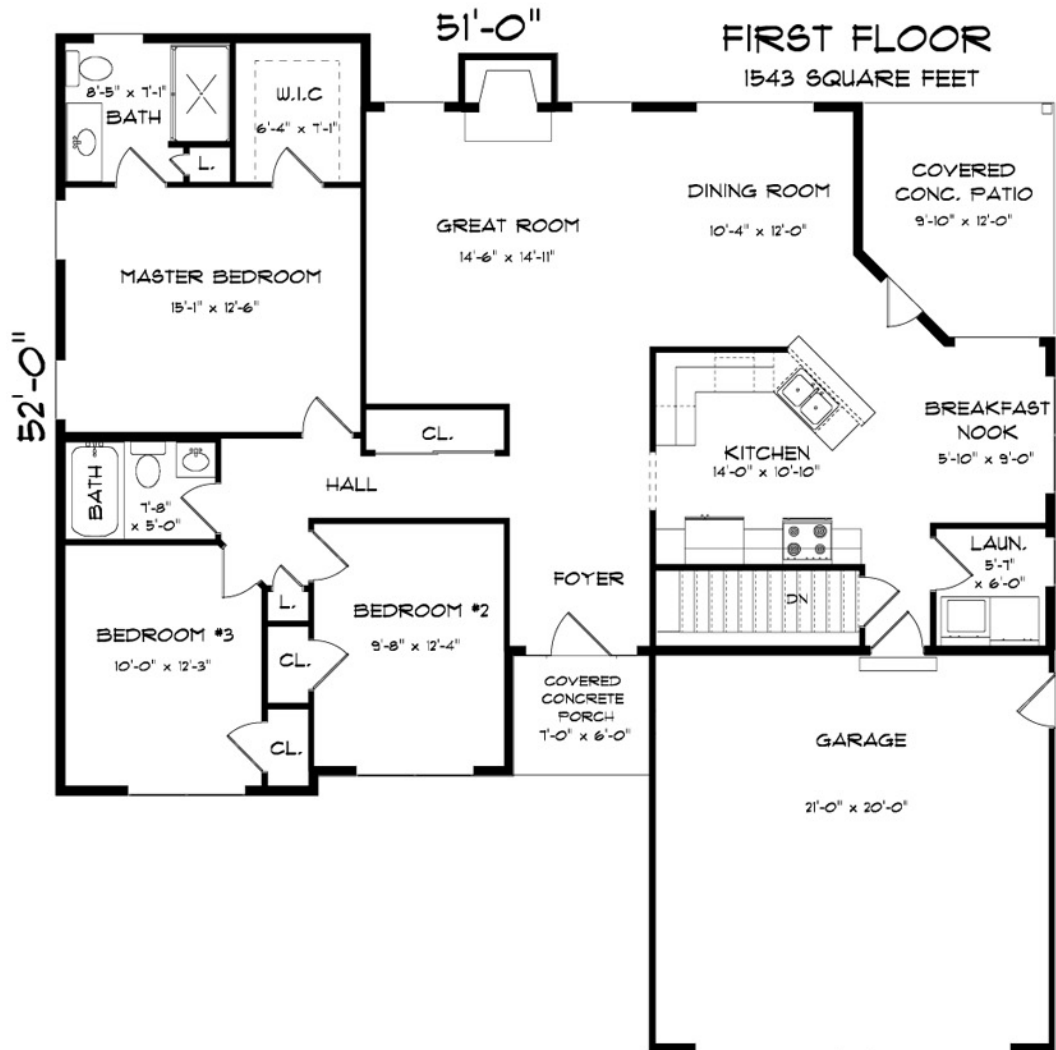 51'-0"
FIRST FLOOR
1543 SQUARE FEET
8'-5" x 7'-1"
BATH
W.I.C
6'-4" x 7'-1"
L.
COVERED
CONC. PATIO
9'-10" x 12'-0"
DINING ROOM
10'-4" x 12'-0"
GREAT ROOM
14'-6" x 14'-11"
MASTER BEDROOM
15'-1" x 12'-6"
52'-0"
CL.
BREAKFAST
NOOK
5'-10" x 9'-0"
KITCHEN
14'-0" x 10'-10"
BATH
7'-8"
x 5'-0"
HALL
LAUN.
5'-7"
x 6'-0"
FOYER
DN
L.
BEDROOM #2
9'-8" x 12'-4"
BEDROOM #3
10'-0" x 12'-3"
CL.
CL.
COVERED
CONCRETE
PORCH
7'-0" x 6'-0"
GARAGE
21'-0" x 20'-0"